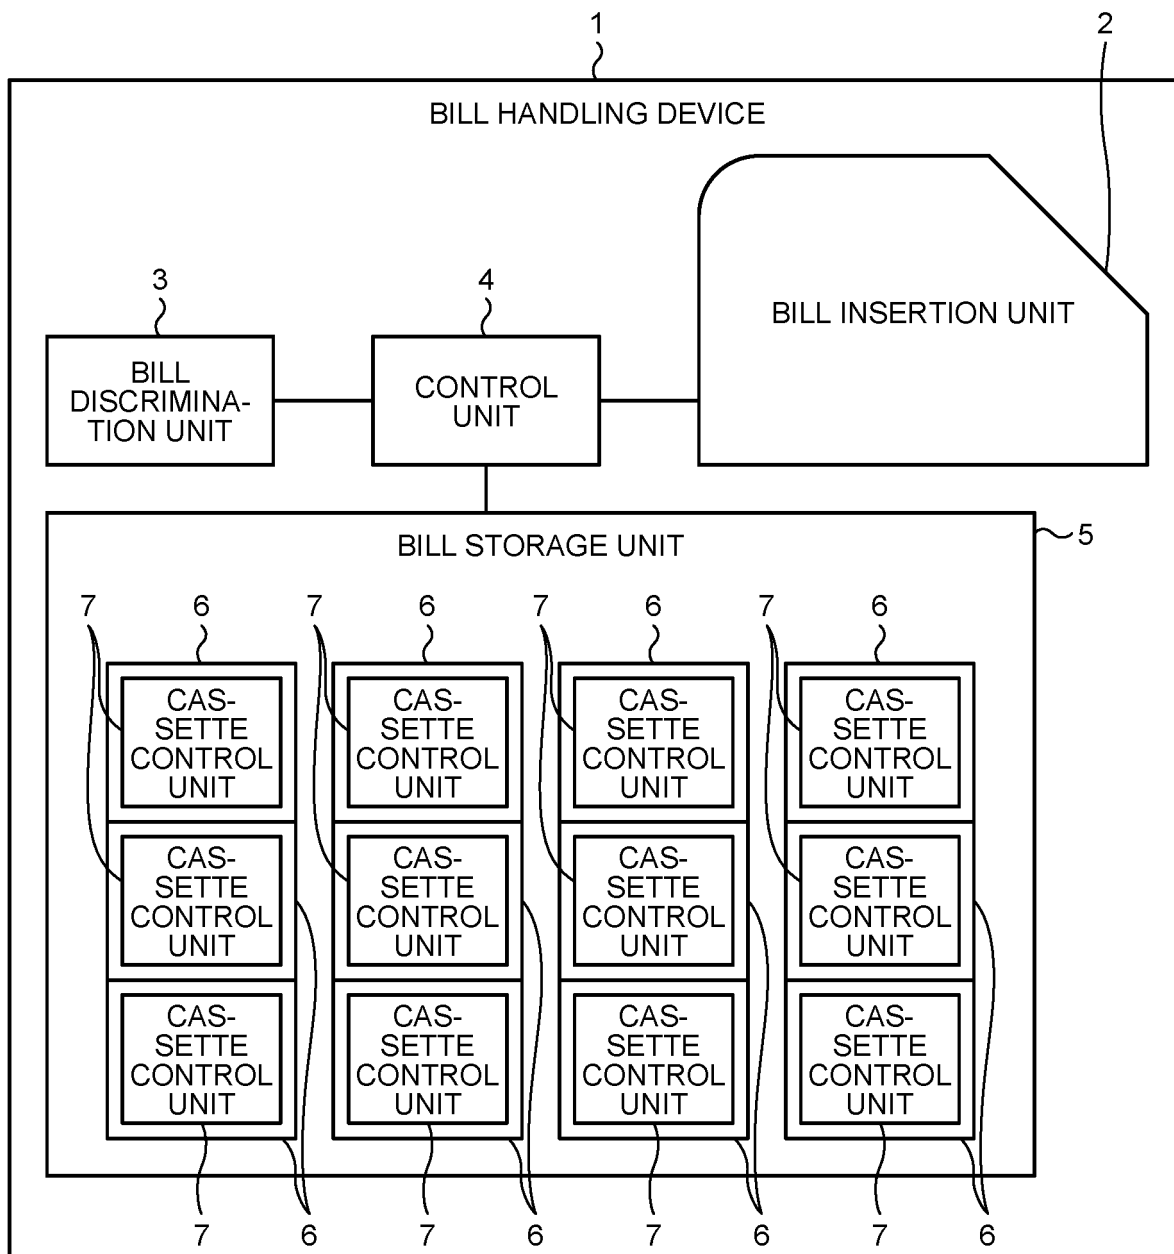 1
2
BILL HANDLING DEVICE
3
4
BILL INSERTION UNIT
BILL
DISCRIMINA-
TION UNIT
CONTROL
UNIT
BILL STORAGE UNIT
5
7 6 7 6 7 6 7 6
CAS-
SETTE
CONTROL
UNIT
CAS-
SETTE
CONTROL
UNIT
CAS-
SETTE
CONTROL
UNIT
CAS-
SETTE
CONTROL
UNIT
CAS-
SETTE
CONTROL
UNIT
CAS-
SETTE
CONTROL
UNIT
CAS-
SETTE
CONTROL
UNIT
CAS-
SETTE
CONTROL
UNIT
CAS-
SETTE
CONTROL
UNIT
CAS-
SETTE
CONTROL
UNIT
CAS-
SETTE
CONTROL
UNIT
CAS-
SETTE
CONTROL
UNIT
7 6 7 6 7 6 7 6